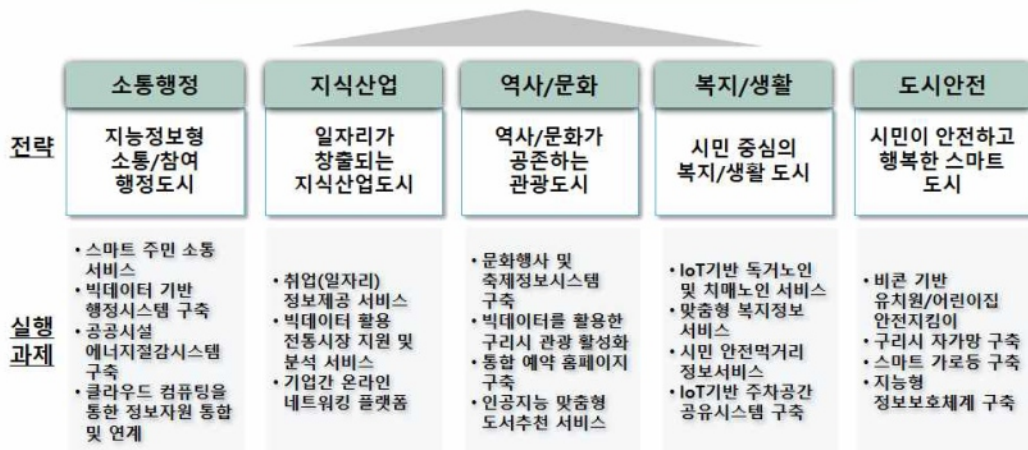 소통행정
지식산업
역사/문화
복지/생활
도시안전
전략
지능정보형
소통/참여
행정도시
일자리가
창출되는
지식산업도시
역사/문화가
공존하는
관광도시
시민 중심의
복지/생활 도시
시민이 안전하고
행복한 스마트
도시
실행
과제
• 스마트 주민 소통
서비스
• 빅데이터 기반
행정시스템 구축
• 공공시설
에너지절감시스템
구축
• 클라우드 컴퓨팅을
통한 정보자원 통합
및 연계
• 취업(일자리)
정보제공 서비스
• 빅데이터 활용
전통시장 지원 및
분석 서비스
• 기업간 온라인
네트워킹 플랫폼
• 문화행사 및
축제정보시스템
구축
• 빅데이터를 활용한
구리시 관광 활성화
• 통합 예약 홈페이지
구축
• 인공지능 맞춤형
도서추천 서비스
• IoT기반 독거노인
및 치매노인 서비스
• 맞춤형 복지정보
서비스
• 시민 안전먹거리
정보서비스
• IoT기반 주차공간
공유시스템 구축
• 비콘 기반
유치원/어린이집
안전지킴이
• 구리시 자가망 구축
• 스마트 가로등 구축
• 지능형
정보보호체계 구축